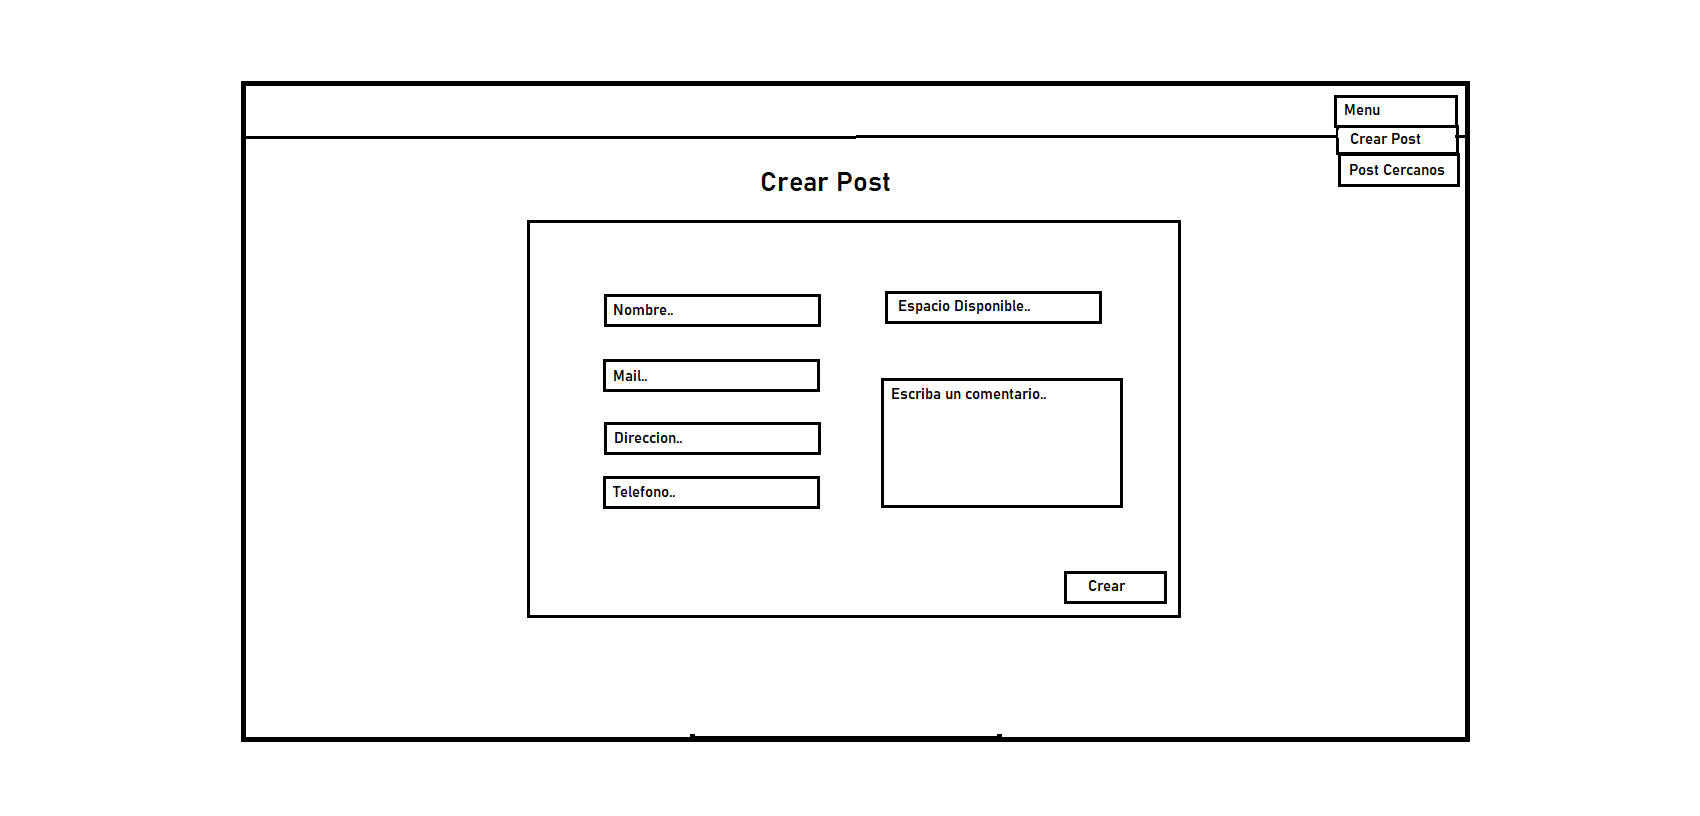 Menu
Crear Post
Post Cercanos
Crear Post
Nombre..
Mail..
Direccion..
Telefono..
Espacio Disponible..
Escriba un comentario..
Crear